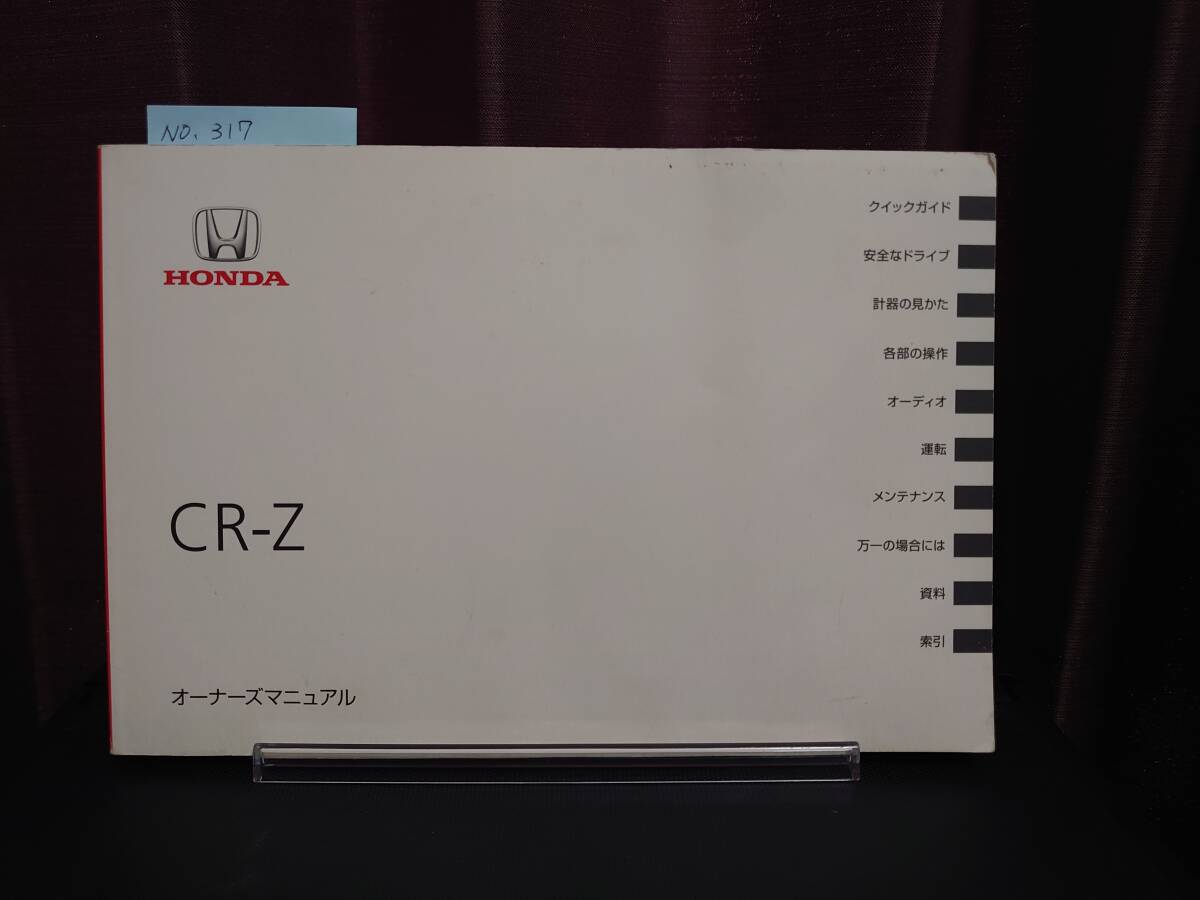 NO. 317
HONDA
CR-Z
オーナーズマニュアル
クイックガイド
安全なドライブ
計器の見かた
各部の操作
オーディオ
運転
メンテナンス
万一の場合には
資料
索引